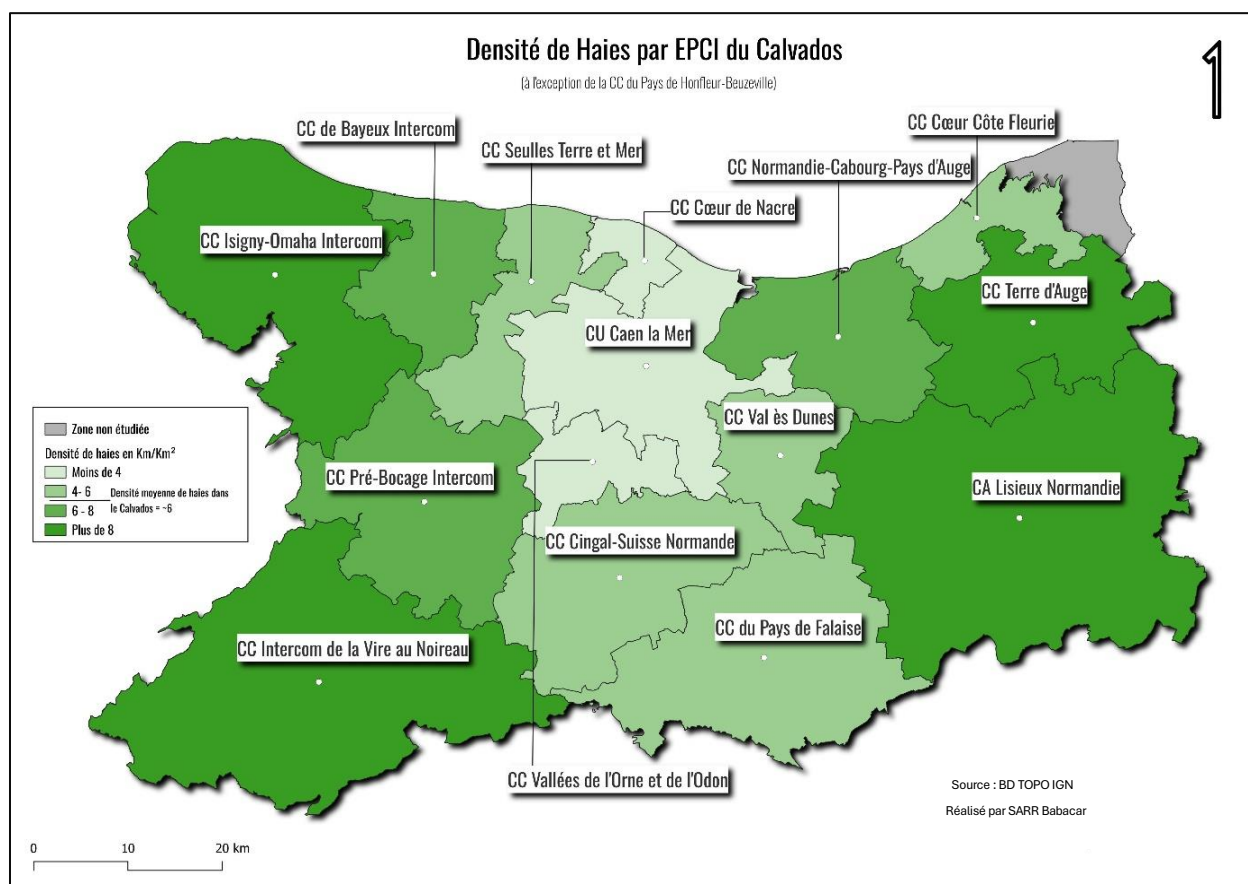 Densité de Haies par EPCI du Calvados
(à l'exception de la CC du Pays de Honfleur-Beuzeville)
1
CC Cœur Côte Fleurie
CC de Bayeux Intercom
CC Seulles Terre et Mer
CC Normandie-Cabourg-Pays d'Auge
CC Cœur de Nacre
CC Isigny-Omaha Intercom
CC Terre d'Auge
CU Caen la Mer
CC Val ès Dunes
CC Pré-Bocage Intercom
CA Lisieux Normandie
CC Cingal-Suisse Normande
CC du Pays de Falaise
CC Intercom de la Vire au Noireau
CC Vallées de l'Orne et de l'Odon
Zone non étudiée
Densité de haies en Km/Km²
Moins de 4
4- 6
Densité moyenne de haies dans
le Calvados = ~6
6 - 8
Plus de 8
Source : BD TOPO IGN
Réalisé par SARR Babacar
0 10 20 km